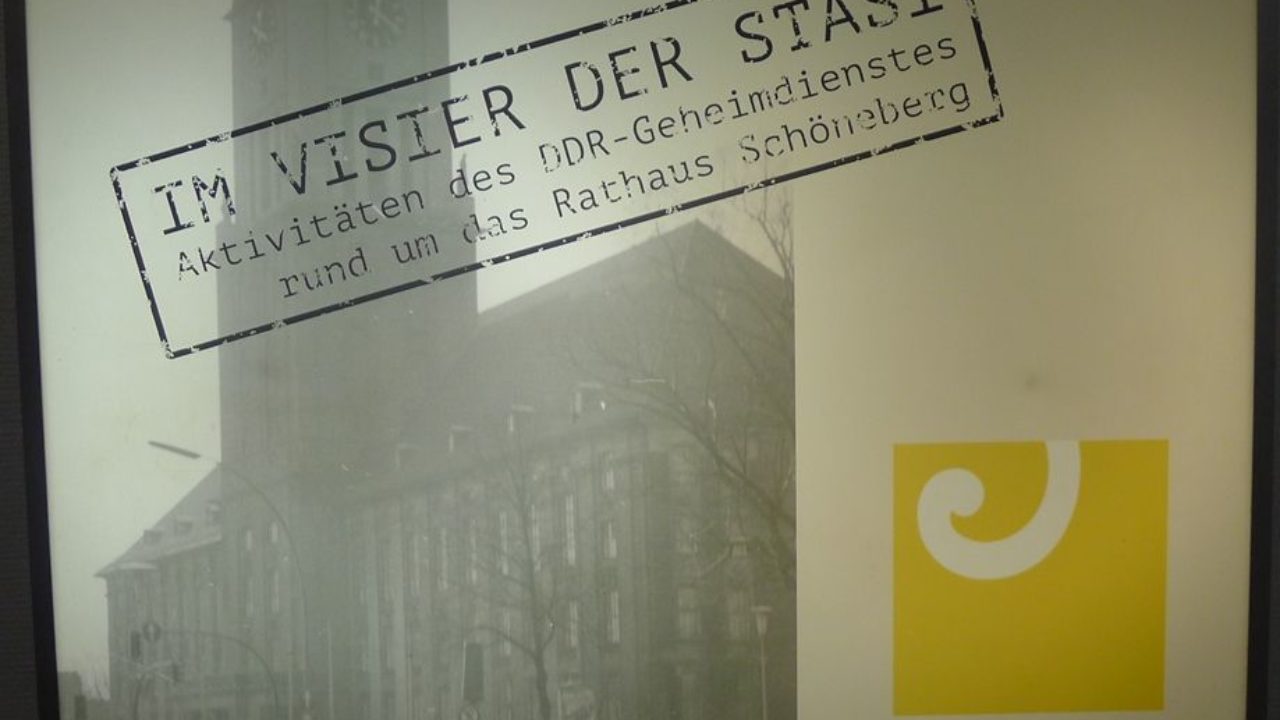 IM VISIER DER STASI
Aktivitäten des DDR-Geheimdienstes
rund um das Rathaus Schöneberg